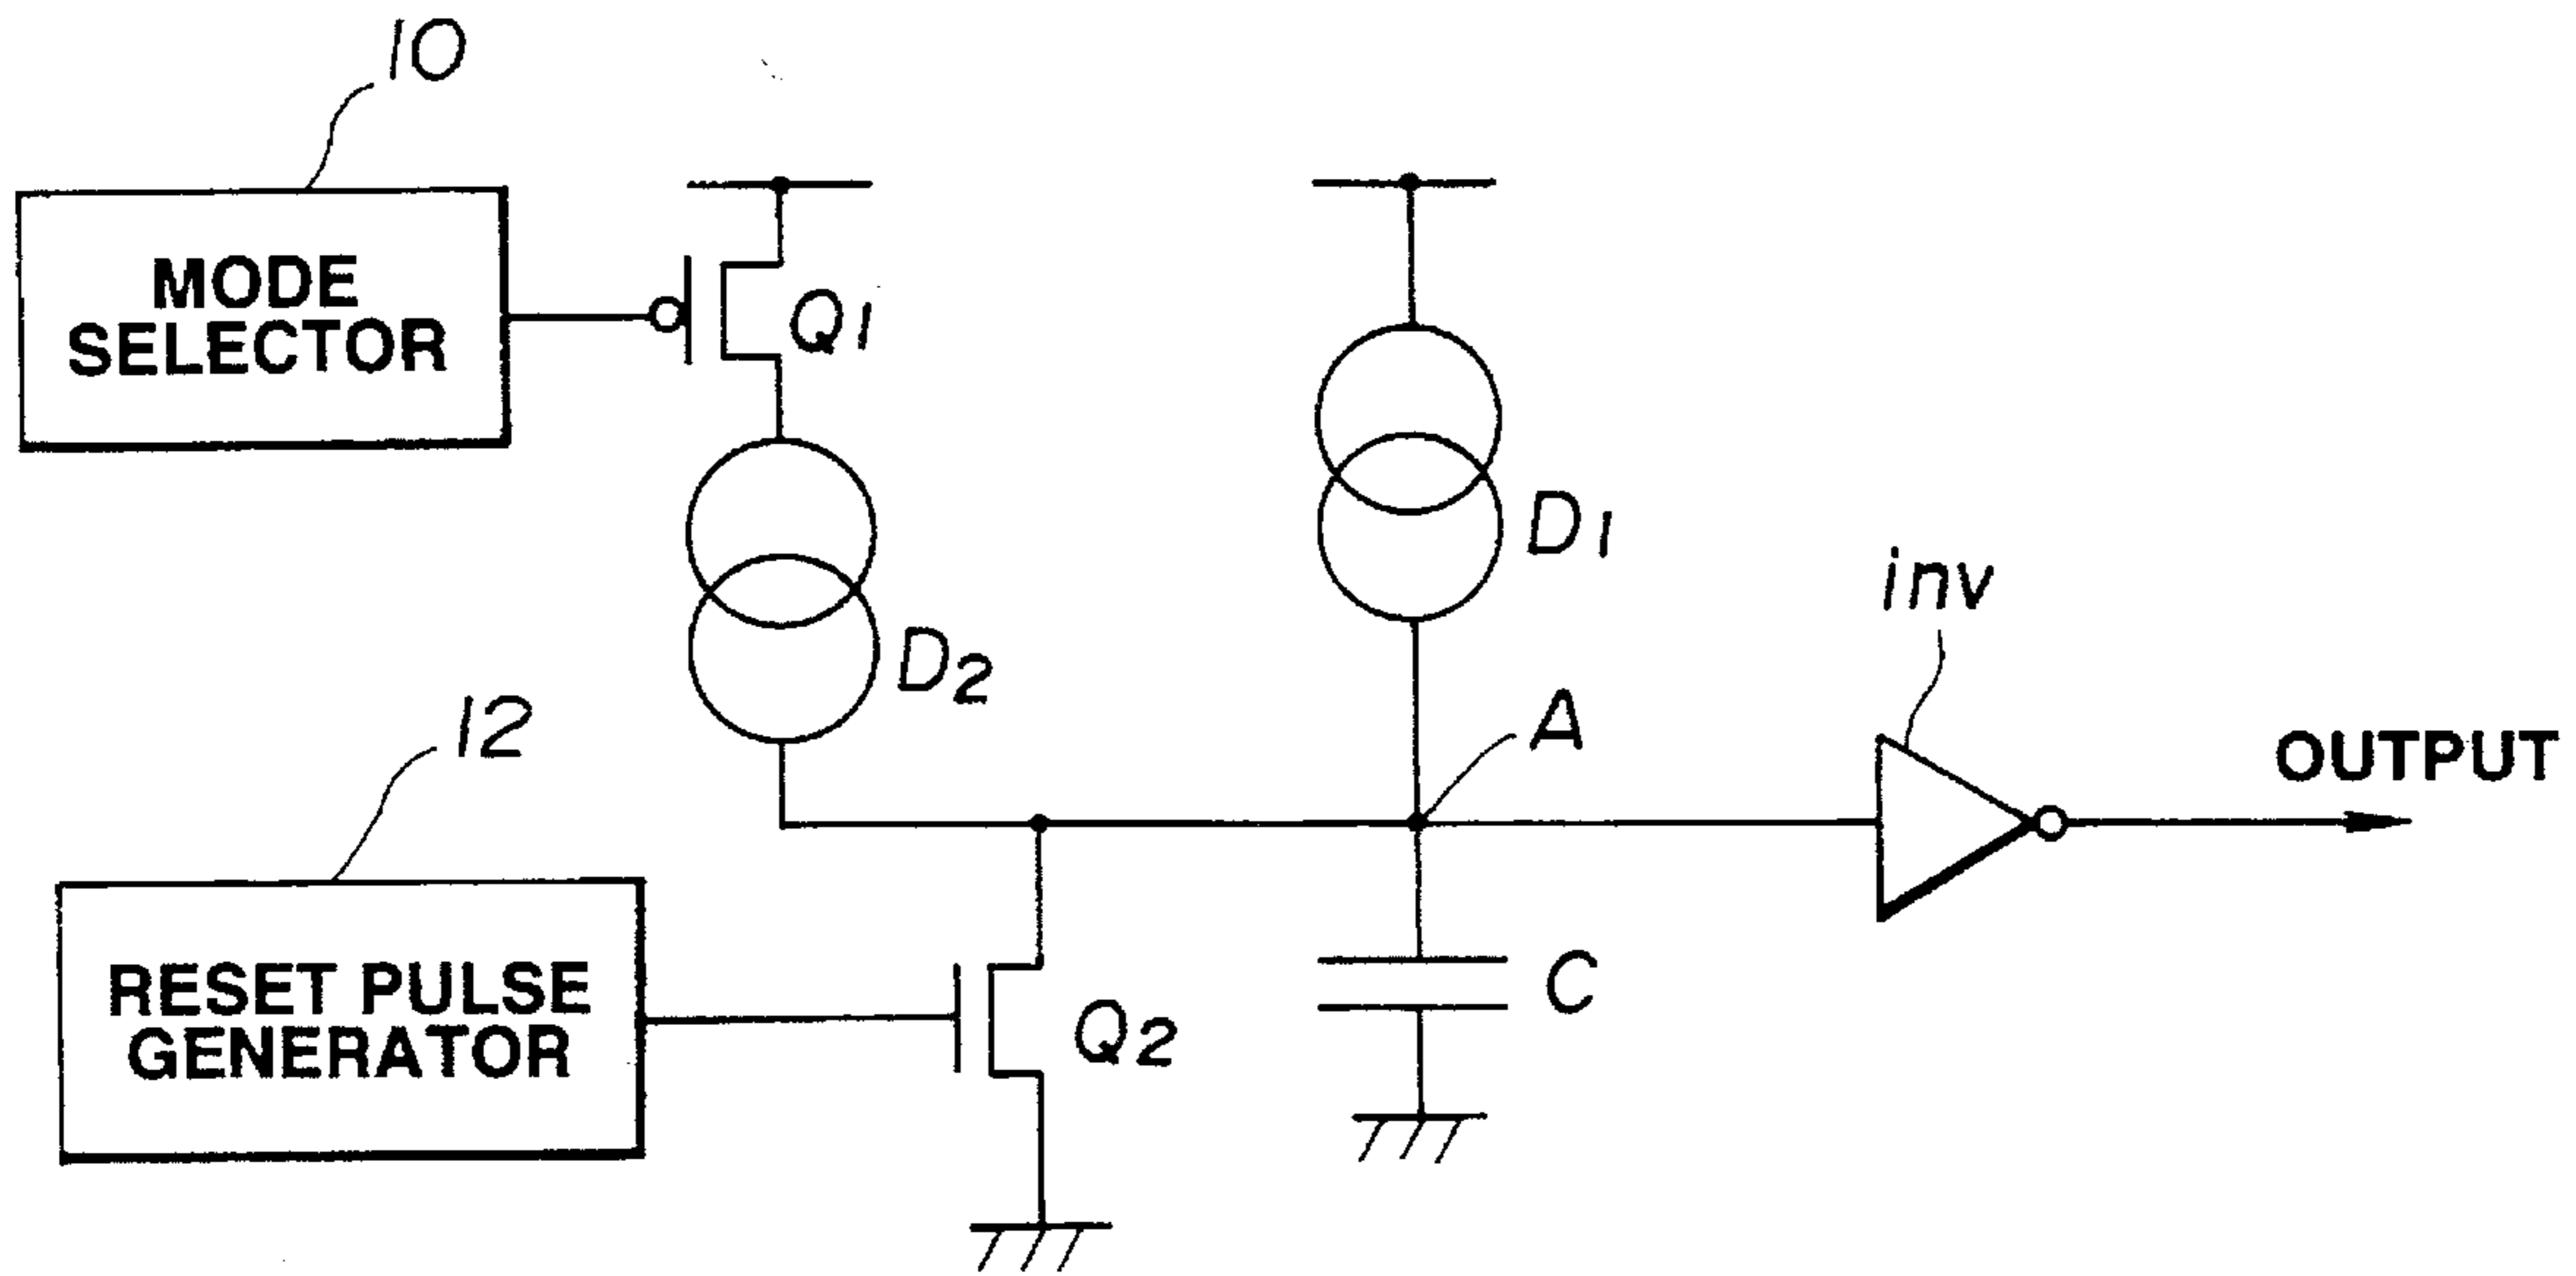 10
MODE
SELECTOR
Q1
D1
D2
inv
A
OUTPUT
12
RESET PULSE
GENERATOR
Q2
C